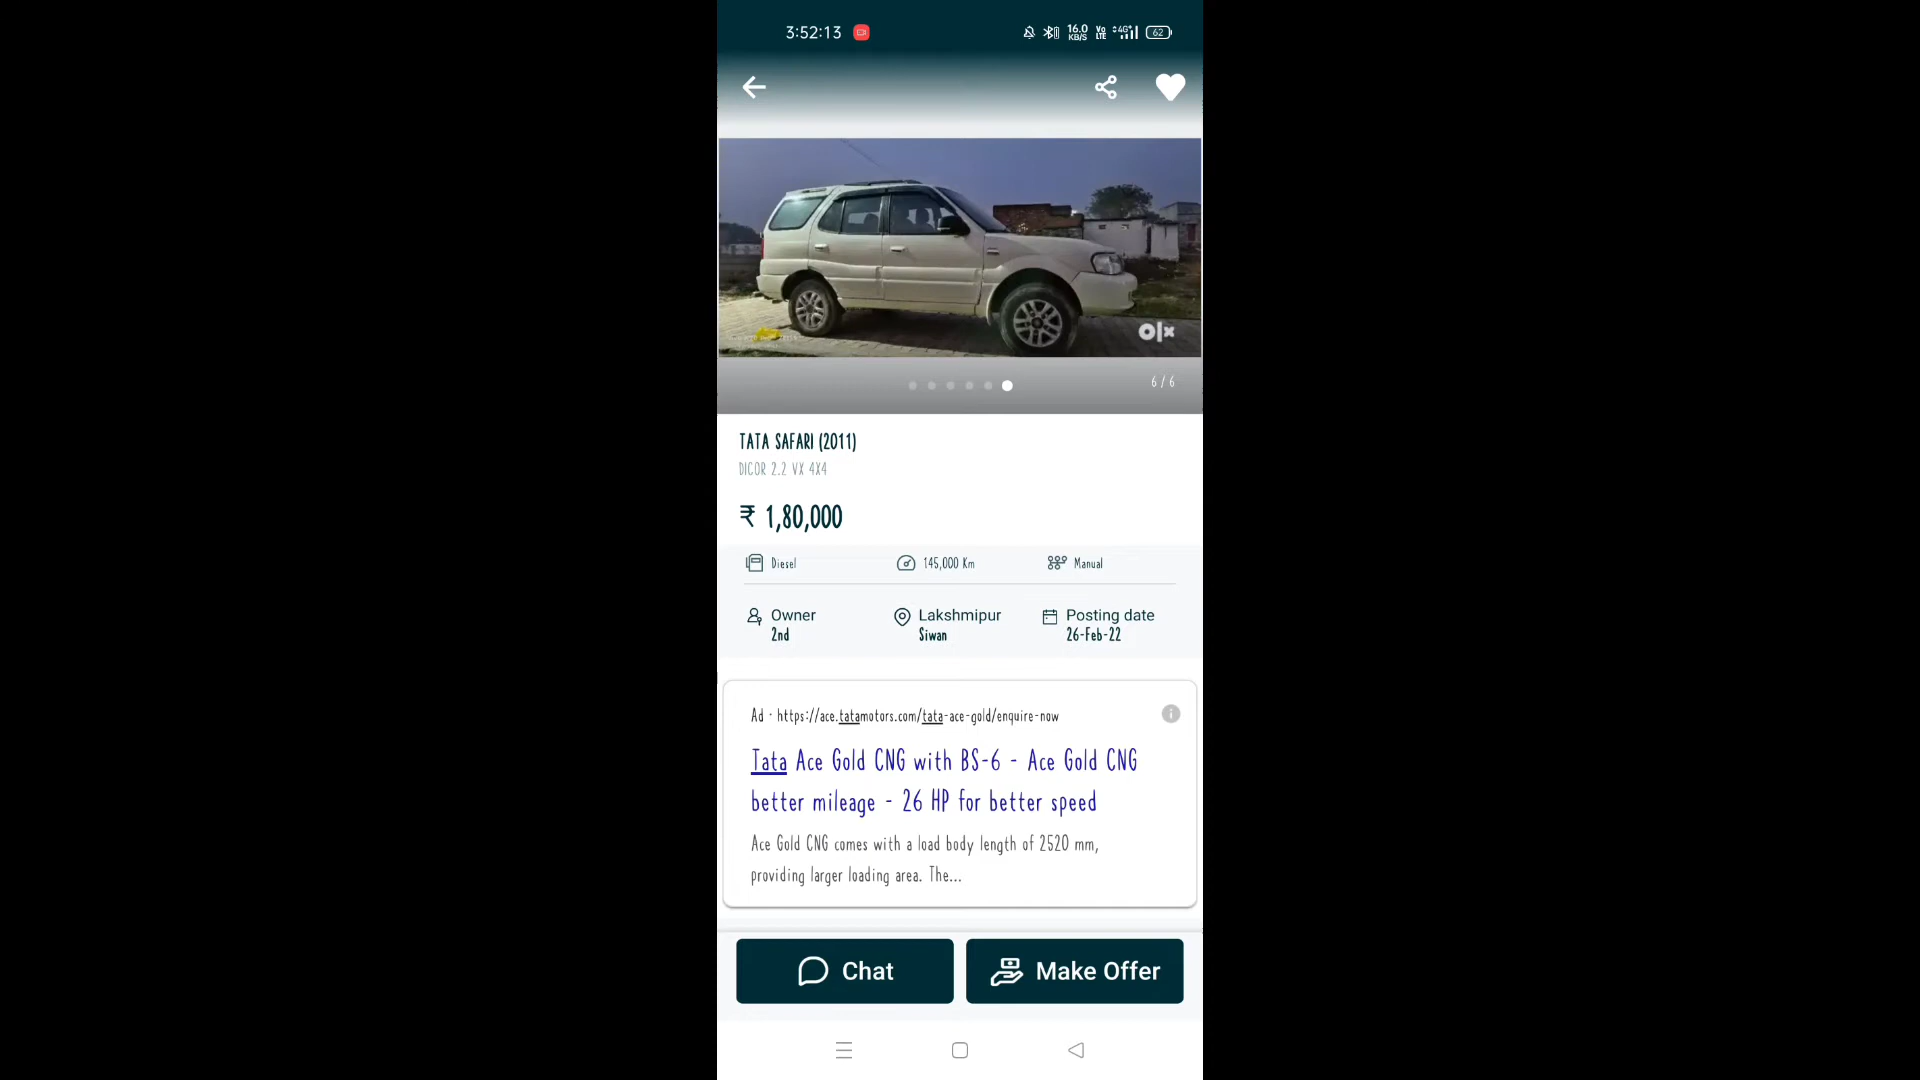 3:52:13
16.0
KB/S
Vo
LTE
4G+
62
olx
6 / 6
TATA SAFARI (2011)
DICOR 2.2 VX 4X4
₹ 1,80,000
Diesel
145,000 Km
Manual
Owner
2nd
Lakshmipur
Siwan
Posting date
26-Feb-22
Ad · https://ace.tatamotors.com/tata-ace-gold/enquire-now
Tata Ace Gold CNG with BS-6 - Ace Gold CNG
better mileage - 26 HP for better speed
Ace Gold CNG comes with a load body length of 2520 mm,
providing larger loading area. The...
Chat
Make Offer